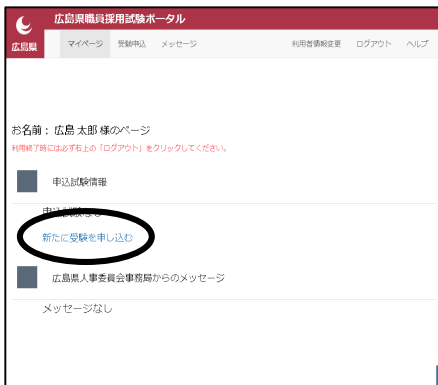 広島県職員採用試験ポータル
広島県
マイページ 受験申込 メッセージ 利用者情報変更 ログアウト ヘルプ
お名前： 広島 太郎 様のページ
利用終了時には必ず右上の「ログアウト」をクリックしてください。
申込試験情報
申込試験なし
新たに受験を申し込む
広島県人事委員会事務局からのメッセージ
メッセージなし